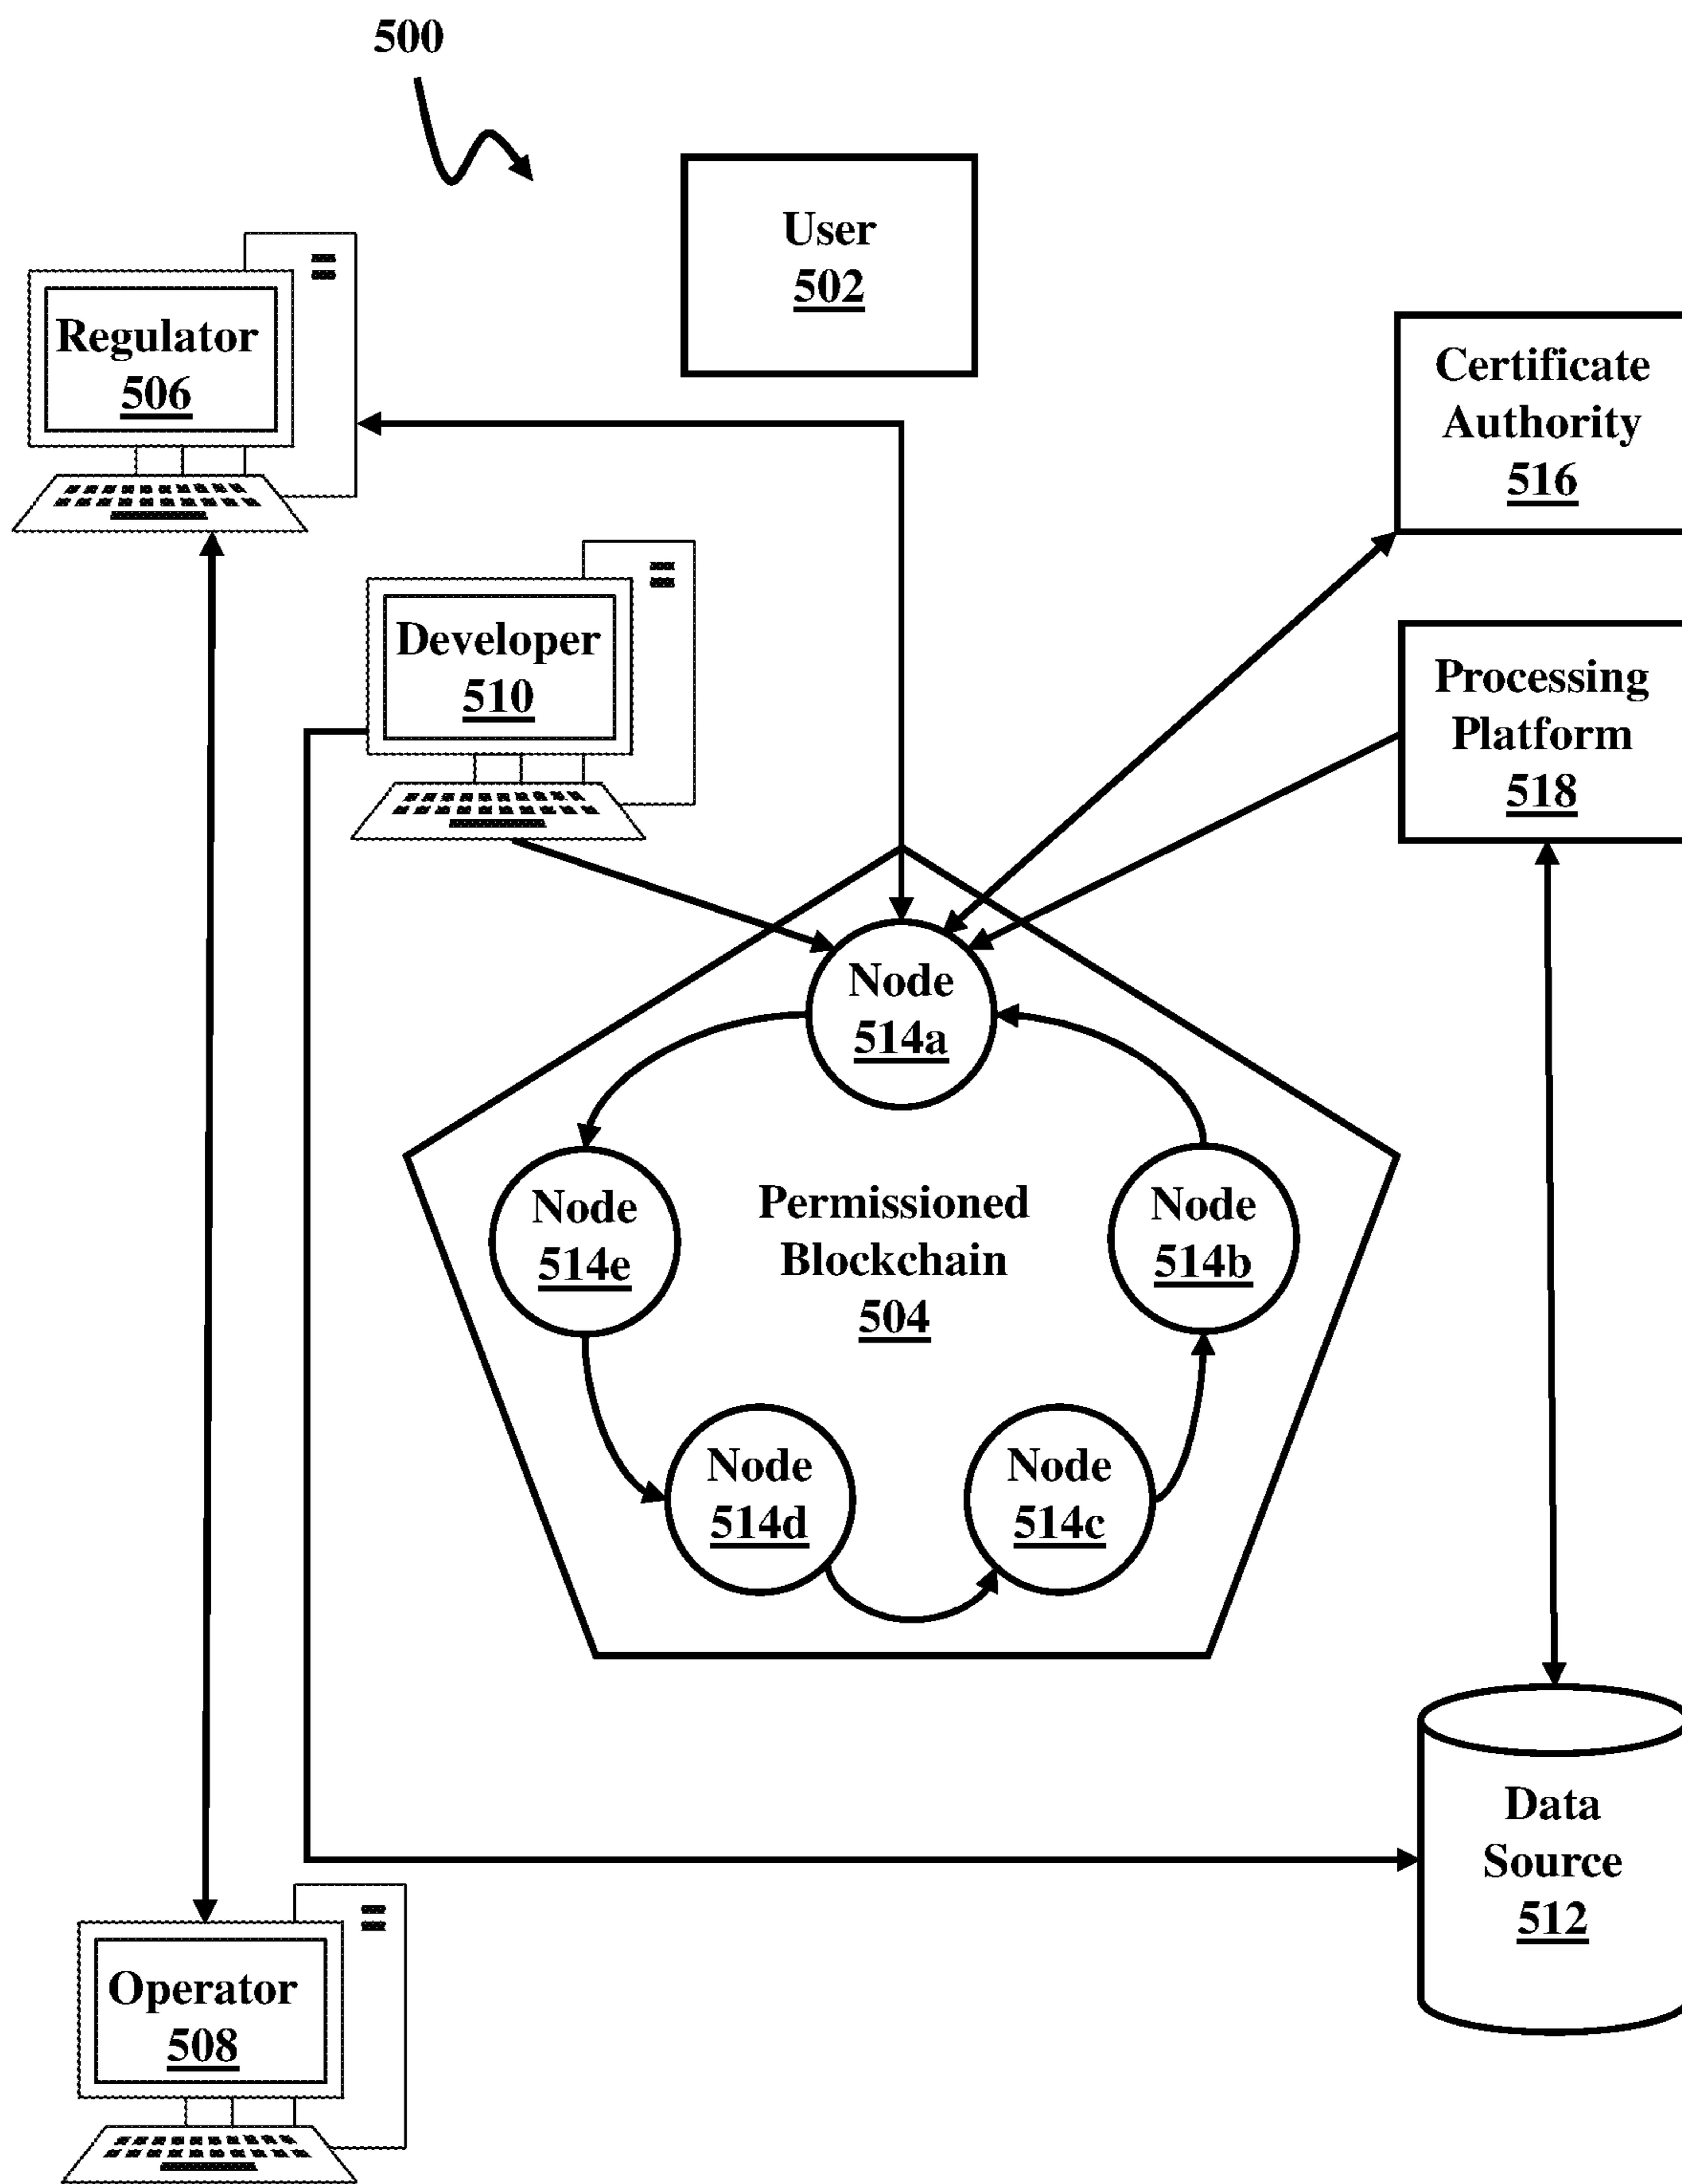 500
User
502
Regulator
506
Certificate
Authority
516
Developer
510
Processing
Platform
518
Node
514a
Node
514e
Permissioned
Blockchain
504
Node
514b
Node
514d
Node
514c
Data
Source
512
Operator
508